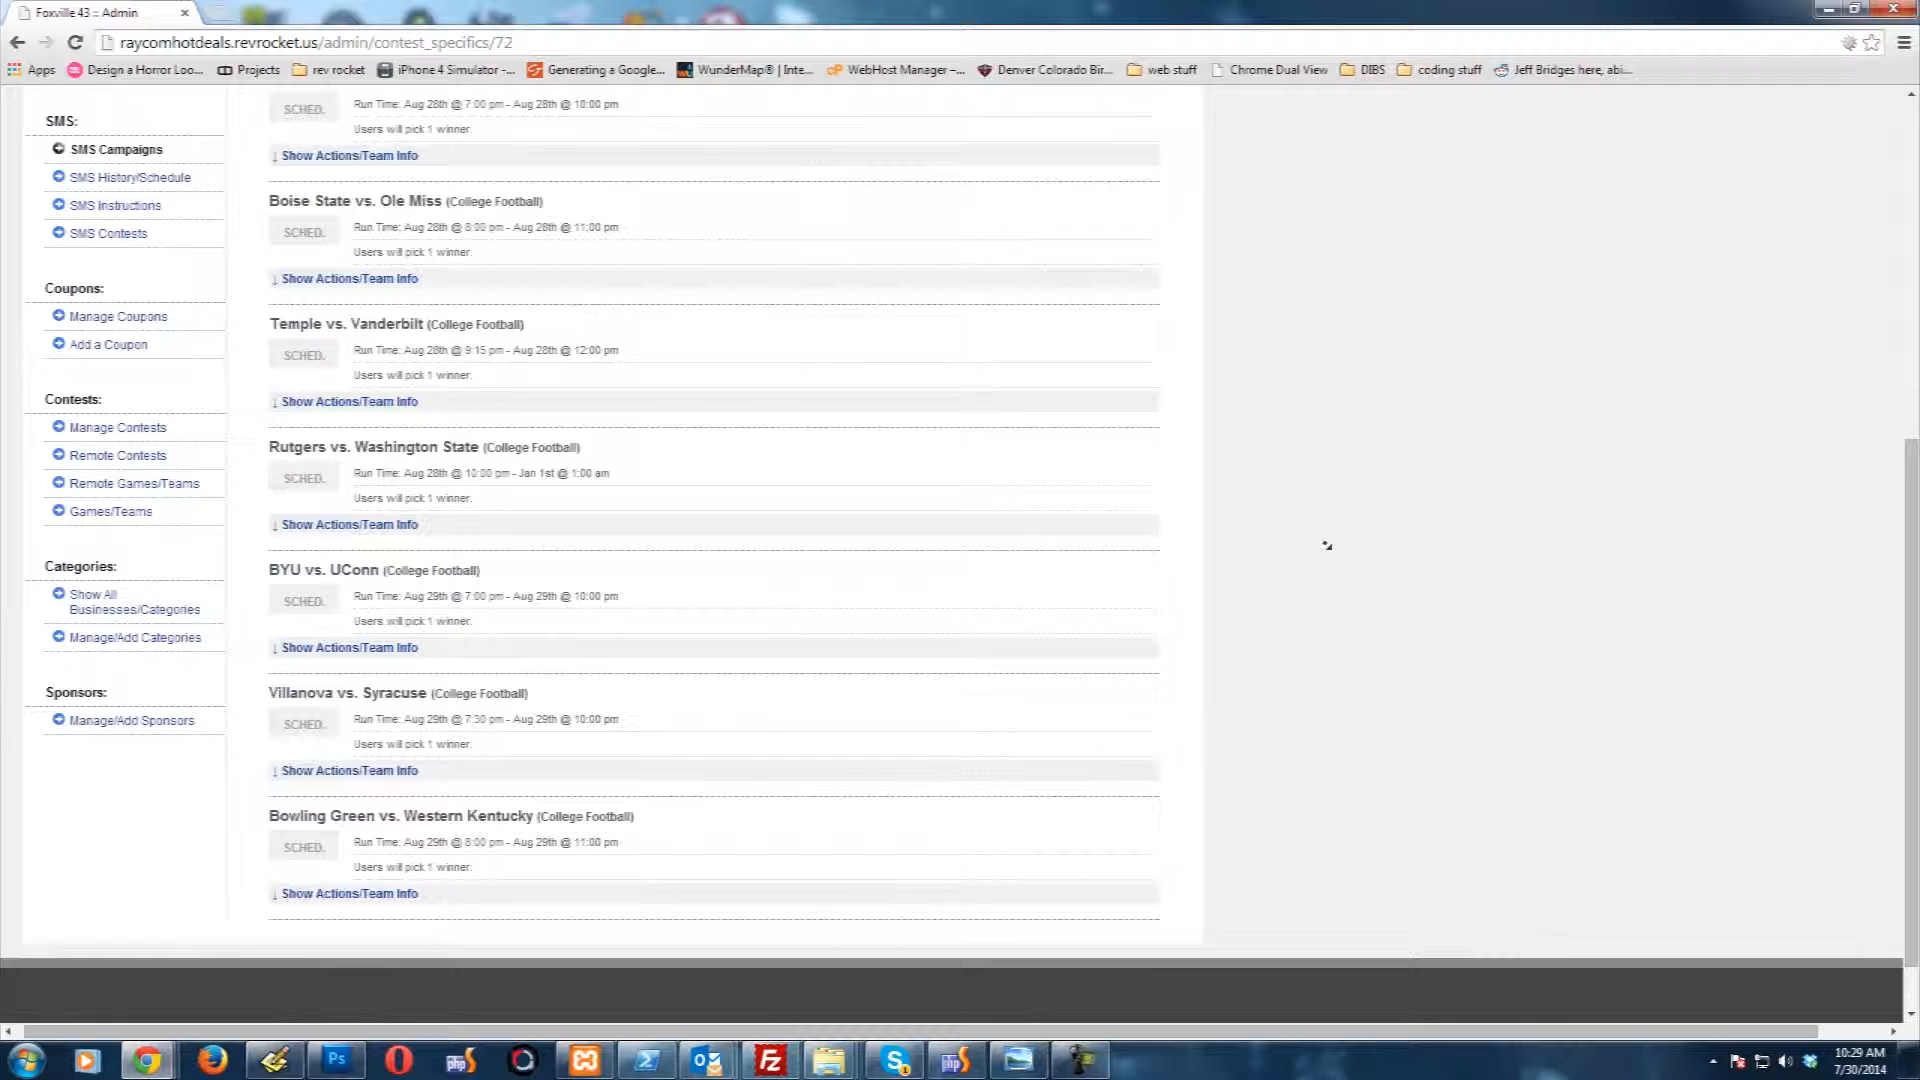 Foxville 43 :: Admin
raycomhotdeals.revrocket.us/admin/contest_specifics/72
Apps
Design a Horror Loo...
Projects
rev rocket
iPhone 4 Simulator -...
Generating a Google...
WunderMap® | Inte...
WebHost Manager –...
Denver Colorado Bir...
web stuff
Chrome Dual View
DIBS
coding stuff
Jeff Bridges here, abi...
SMS:
SMS Campaigns
SMS History/Schedule
SMS Instructions
SMS Contests
Coupons:
Manage Coupons
Add a Coupon
Contests:
Manage Contests
Remote Contests
Remote Games/Teams
Games/Teams
Categories:
Show All
Businesses/Categories
Manage/Add Categories
Sponsors:
Manage/Add Sponsors
SCHED.
Run Time: Aug 28th @ 7:00 pm - Aug 28th @ 10:00 pm
Users will pick 1 winner.
↓ Show Actions/Team Info
Boise State vs. Ole Miss (College Football)
SCHED.
Run Time: Aug 28th @ 8:00 pm - Aug 28th @ 11:00 pm
Users will pick 1 winner.
↓ Show Actions/Team Info
Temple vs. Vanderbilt (College Football)
SCHED.
Run Time: Aug 28th @ 9:15 pm - Aug 28th @ 12:00 pm
Users will pick 1 winner.
↓ Show Actions/Team Info
Rutgers vs. Washington State (College Football)
SCHED.
Run Time: Aug 28th @ 10:00 pm - Jan 1st @ 1:00 am
Users will pick 1 winner.
↓ Show Actions/Team Info
BYU vs. UConn (College Football)
SCHED.
Run Time: Aug 29th @ 7:00 pm - Aug 29th @ 10:00 pm
Users will pick 1 winner.
↓ Show Actions/Team Info
Villanova vs. Syracuse (College Football)
SCHED.
Run Time: Aug 29th @ 7:30 pm - Aug 29th @ 10:00 pm
Users will pick 1 winner.
↓ Show Actions/Team Info
Bowling Green vs. Western Kentucky (College Football)
SCHED.
Run Time: Aug 29th @ 8:00 pm - Aug 29th @ 11:00 pm
Users will pick 1 winner.
↓ Show Actions/Team Info
10:29 AM
7/30/2014